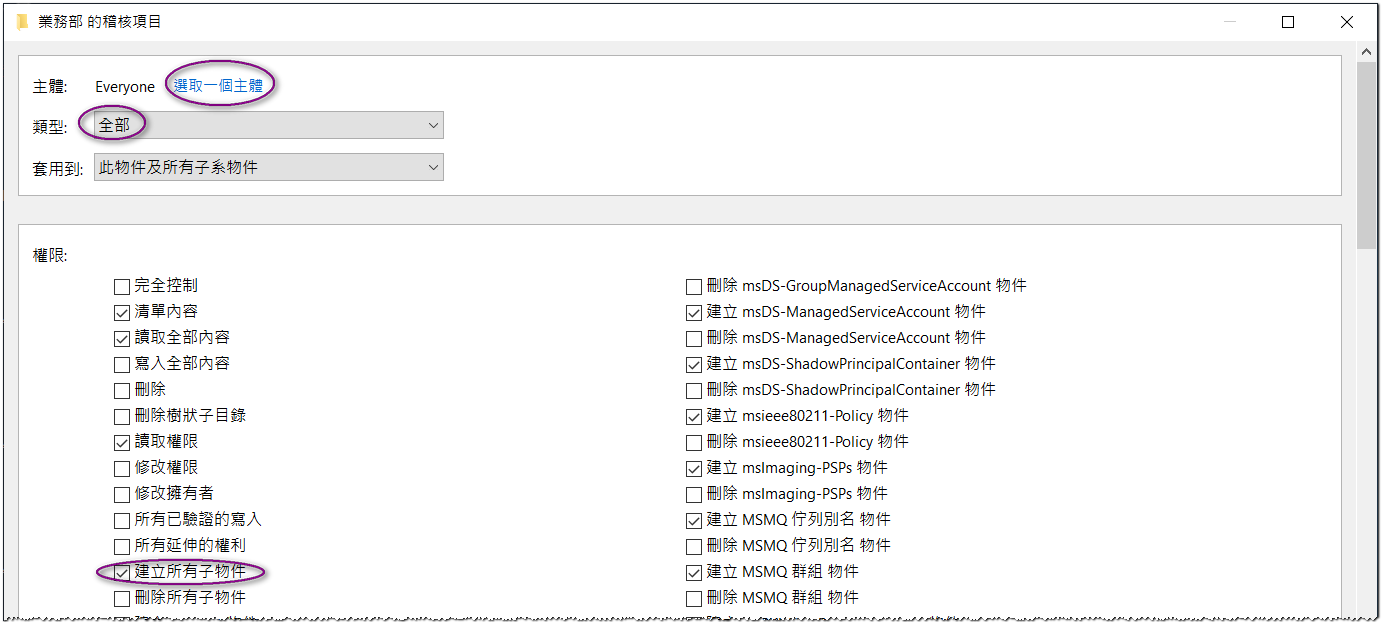 業務部 的稽核項目
主體: Everyone 選取一個主體
類型: 全部
套用到: 此物件及所有子系物件
權限:
完全控制
清單內容
讀取全部內容
寫入全部內容
刪除
刪除樹狀子目錄
讀取權限
修改權限
修改擁有者
所有已驗證的寫入
所有延伸的權利
建立所有子物件
刪除所有子物件
刪除 msDS-GroupManagedServiceAccount 物件
建立 msDS-ManagedServiceAccount 物件
刪除 msDS-ManagedServiceAccount 物件
建立 msDS-ShadowPrincipalContainer 物件
刪除 msDS-ShadowPrincipalContainer 物件
建立 msieee80211-Policy 物件
刪除 msieee80211-Policy 物件
建立 msImaging-PSPs 物件
刪除 msImaging-PSPs 物件
建立 MSMQ 佇列別名 物件
刪除 MSMQ 佇列別名 物件
建立 MSMQ 群組 物件
刪除 MSMQ 群組 物件